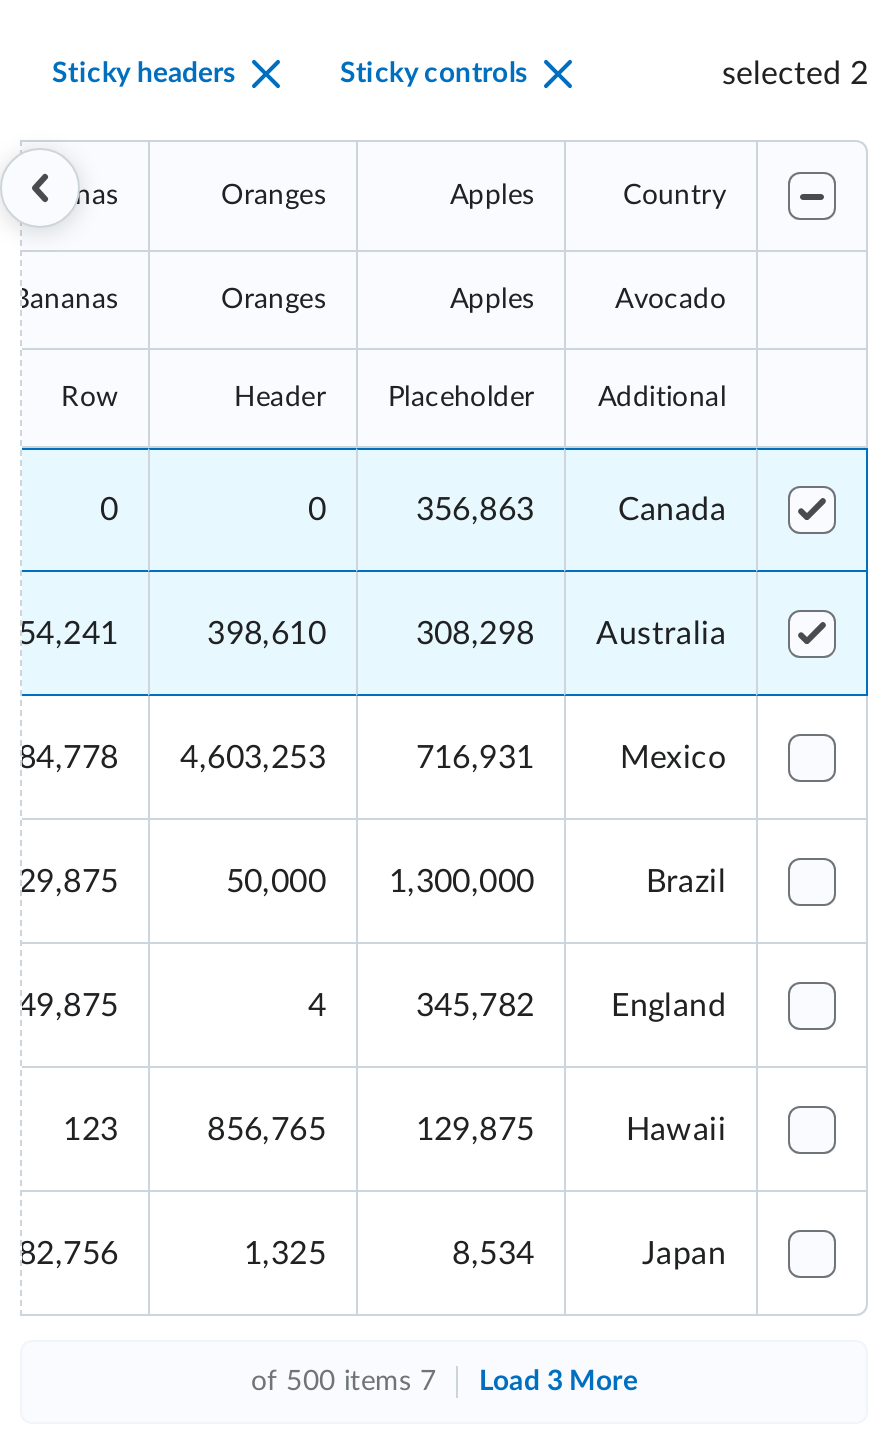 Sticky headers Sticky controls selected 2
nas Oranges Apples Country
Bananas Oranges Apples Avocado
Row Header Placeholder Additional
0 0 356,863 Canada
54,241 398,610 308,298 Australia
84,778 4,603,253 716,931 Mexico
29,875 50,000 1,300,000 Brazil
49,875 4 345,782 England
123 856,765 129,875 Hawaii
82,756 1,325 8,534 Japan
of 500 items 7 Load 3 More